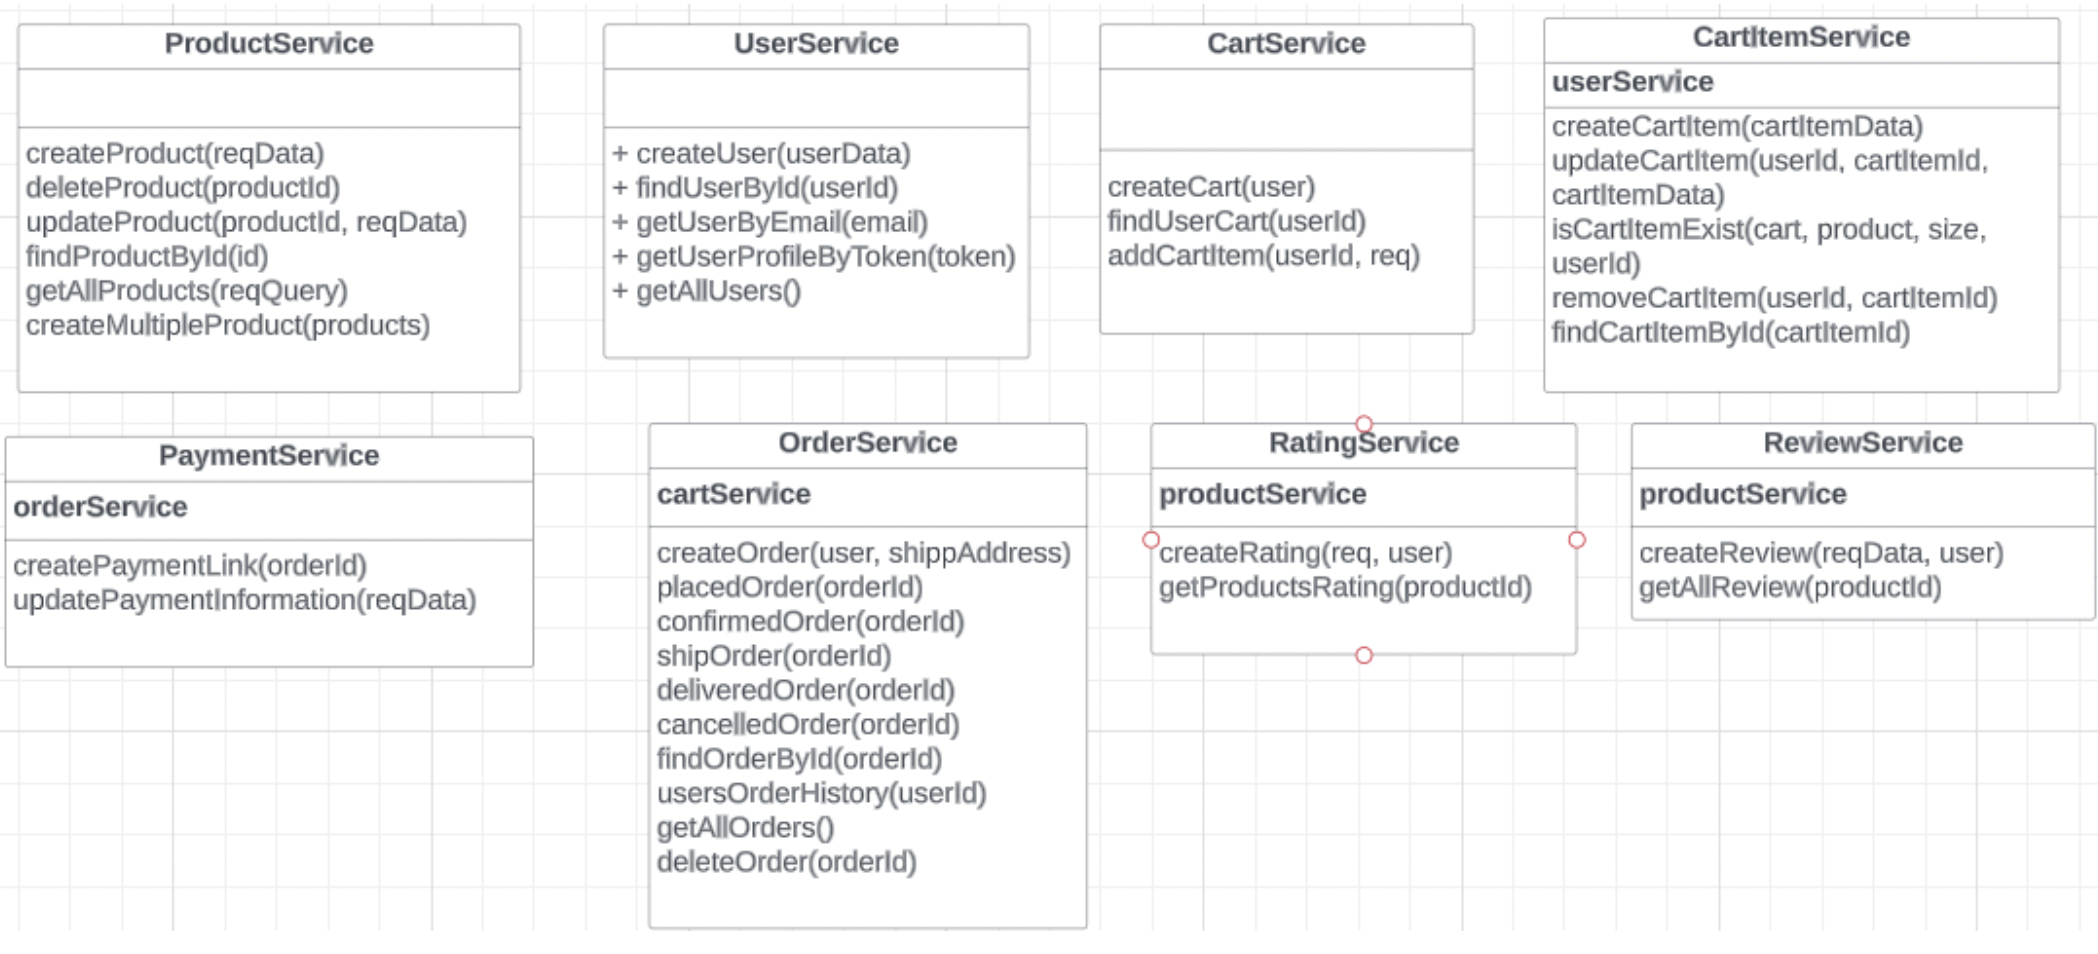 ProductService
createProduct(reqData)
deleteProduct(productId)
updateProduct(productId, reqData)
findProductById(id)
getAllProducts(reqQuery)
createMultipleProduct(products)
UserService
+ createUser(userData)
+ findUserById(userId)
+ getUserByEmail(email)
+ getUserProfileByToken(token)
+ getAllUsers()
CartService
createCart(user)
findUserCart(userId)
addCartItem(userId, req)
CartItemService
userService
createCartItem(cartItemData)
updateCartItem(userId, cartItemId,
cartItemData)
isCartItemExist(cart, product, size,
userId)
removeCartItem(userId, cartItemId)
findCartItemById(cartItemId)
PaymentService
orderService
createPaymentLink(orderId)
updatePaymentInformation(reqData)
OrderService
cartService
createOrder(user, shippAddress)
placedOrder(orderId)
confirmedOrder(orderId)
shipOrder(orderId)
deliveredOrder(orderId)
cancelledOrder(orderId)
findOrderById(orderId)
usersOrderHistory(userId)
getAllOrders()
deleteOrder(orderId)
RatingService
productService
createRating(req, user)
getProductsRating(productId)
ReviewService
productService
createReview(reqData, user)
getAllReview(productId)